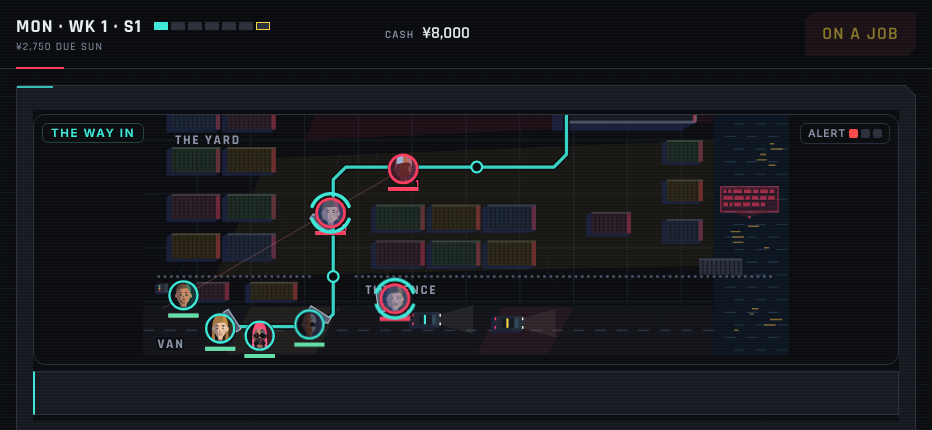 MON · WK 1 · S1
¥2,750 DUE SUN
CASH ¥8,000
ON A JOB
THE WAY IN
THE YARD
ALERT
VAN